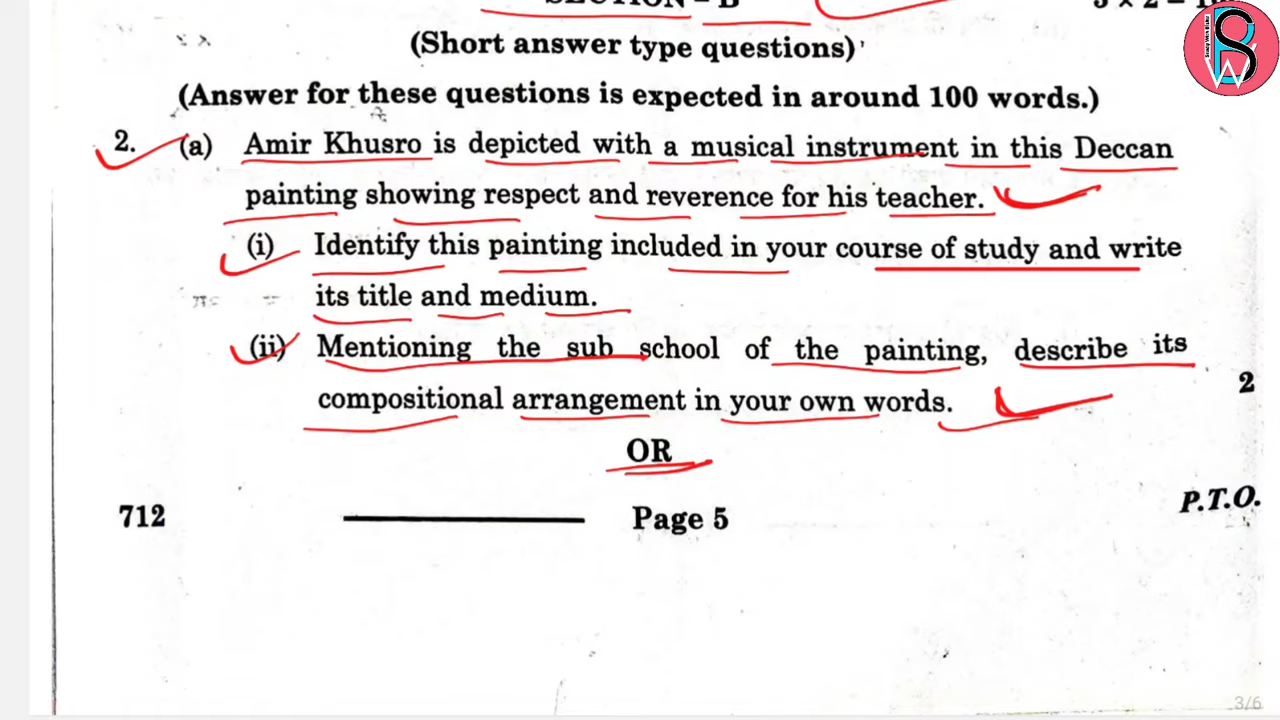 (Short answer type questions)
(Answer for these questions is expected in around 100 words.)
2. (a) Amir Khusro is depicted with a musical instrument in this Deccan
painting showing respect and reverence for his teacher.
(i) Identify this painting included in your course of study and write
its title and medium.
(ii) Mentioning the sub school of the painting, describe its
compositional arrangement in your own words. 2
OR
712 Page 5 P.T.O.
3/6